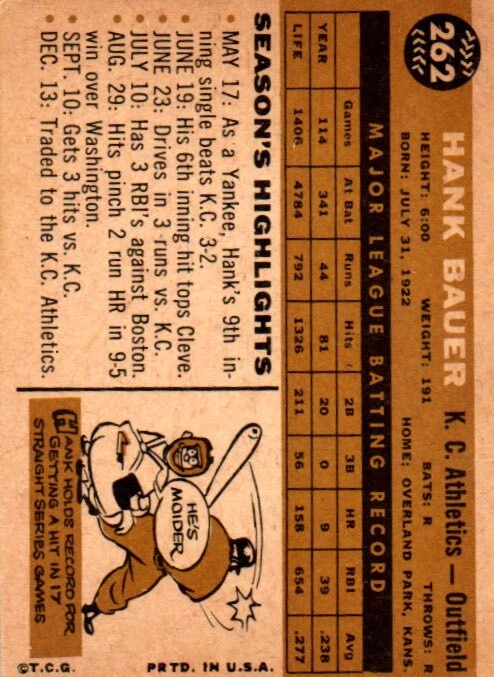 262
HANK BAUER K. C. Athletics — Outfield
HEIGHT: 6:00 WEIGHT: 191 BATS: R THROWS: R
BORN: JULY 31, 1922 HOME: OVERLAND PARK, KANS.
MAJOR LEAGUE BATTING RECORD
Games At Bat Runs Hits 2B 3B HR RBI Avg
YEAR 114 341 44 81 20 0 9 39 .238
LIFE 1406 4784 792 1326 211 56 158 654 .277
SEASON'S HIGHLIGHTS
• MAY 17: As a Yankee, Hank's 9th in-
ning single beats K.C. 3-2.
• JUNE 19: His 6th inning hit tops Cleve.
• JUNE 23: Drives in 3 runs vs. K.C.
• JULY 10: Has 3 RBI's against Boston.
• AUG. 29: Hits pinch 2 run HR in 9-5
win over Washington.
• SEPT. 10: Gets 3 hits vs. K.C.
• DEC. 13: Traded to the K.C. Athletics.
HE'S
MOIDER
HANK HOLDS RECORD FOR
GETTING A HIT IN 17
STRAIGHT SERIES GAMES
©T.C.G. PRTD. IN U.S.A.